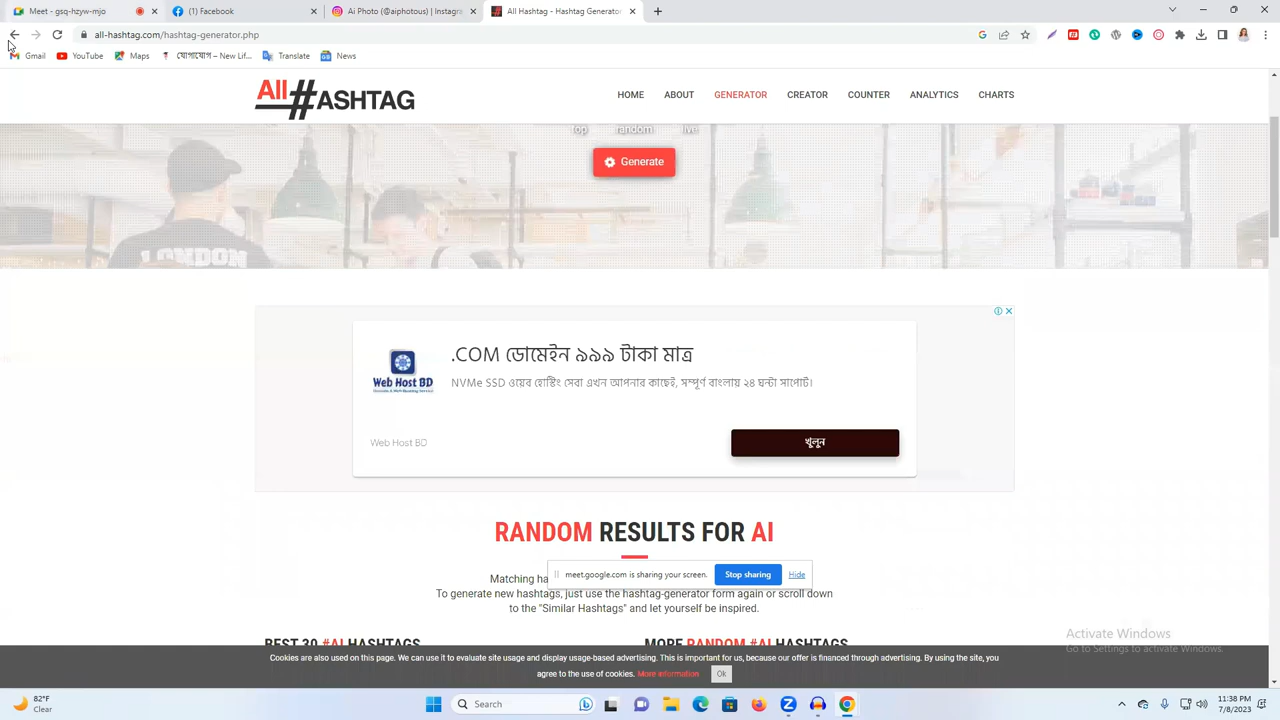 Meet - gsq-hzyh-mjo
(1) Facebook
Ai Photo (@aiphotous) | Instagra
All Hashtag - Hashtag Generato
all-hashtag.com/hashtag-generator.php
Gmail
YouTube
Maps
যোগাযোগ – New Lif...
Translate
News
All #ASHTAG
HOME
ABOUT
GENERATOR
CREATOR
COUNTER
ANALYTICS
CHARTS
top random live
Generate
LONDON
.COM ডোমেইন ৯৯৯ টাকা মাত্র
NVMe SSD ওয়েব হোস্টিং সেবা এখন আপনার কাছেই, সম্পূর্ণ বাংলায় ২৪ ঘন্টা সাপোর্ট।
Web Host BD
Web Host BD
খুলুন
RANDOM RESULTS FOR AI
Matching ha
meet.google.com is sharing your screen.
Stop sharing
Hide
To generate new hashtags, just use the hashtag-generator form again or scroll down
to the "Similar Hashtags" and let yourself be inspired.
BEST 30 #AI HASHTAGS
MORE RANDOM #AI HASHTAGS
Activate Windows
Go to Settings to activate Windows.
Cookies are also used on this page. We can use it to evaluate site usage and display usage-based advertising. This is important for us, because our offer is financed through advertising. By using the site, you
agree to the use of cookies. More information
Ok
82°F
Clear
Search
11:38 PM
7/8/2023